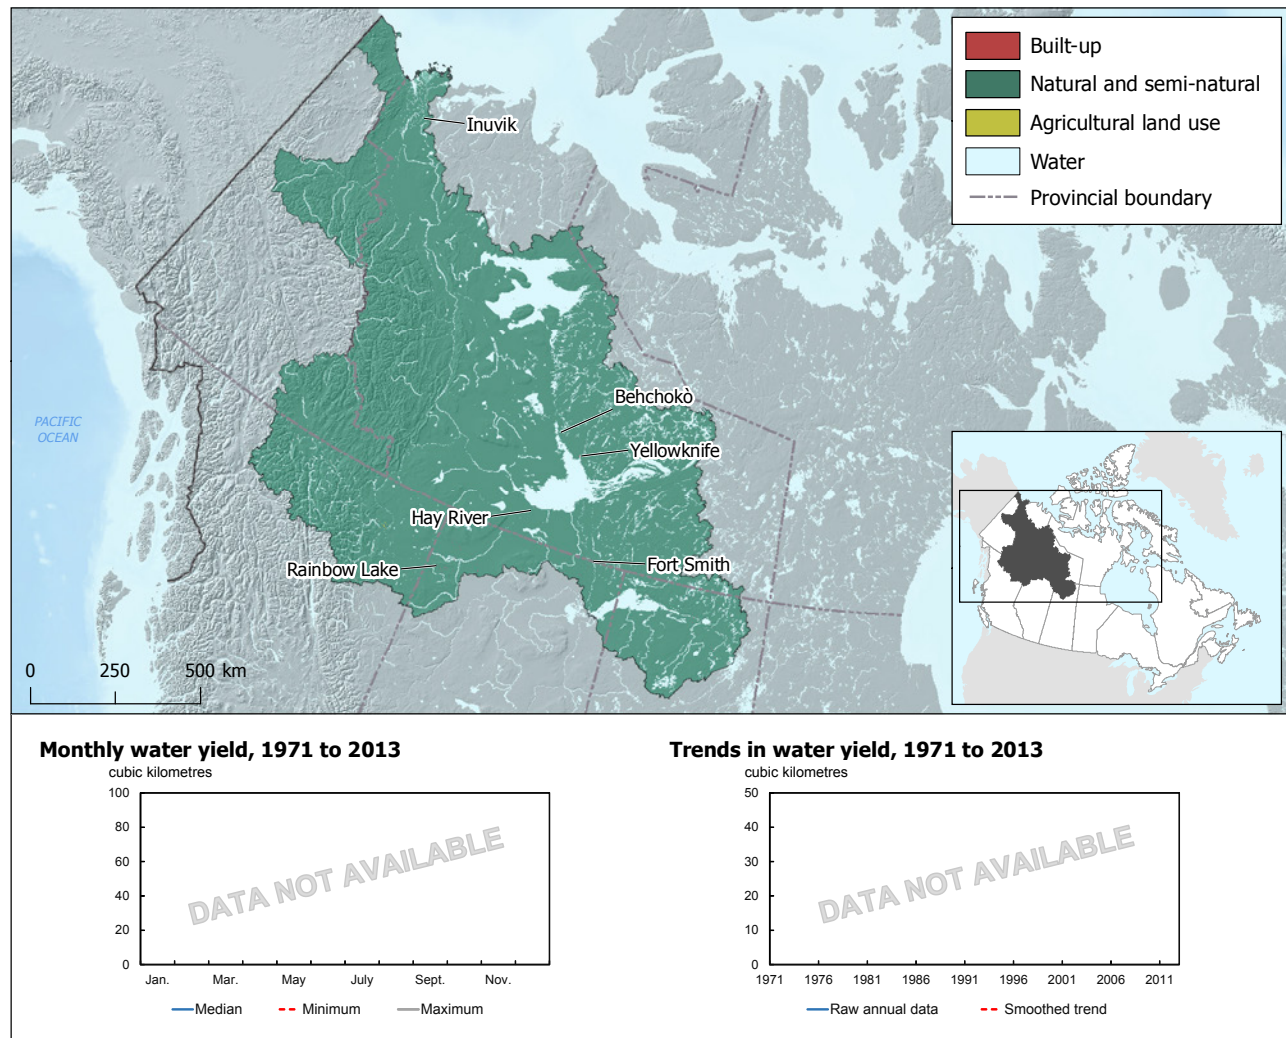 Built-up
Natural and semi-natural
Agricultural land use
Water
Provincial boundary
Inuvik
Behchokò
Yellowknife
Hay River
Rainbow Lake
Fort Smith
PACIFIC
OCEAN
0 250 500 km
Monthly water yield, 1971 to 2013
cubic kilometres
100
80
60
40
20
0
DATA NOT AVAILABLE
Jan. Mar. May July Sept. Nov.
Median Minimum Maximum
Trends in water yield, 1971 to 2013
cubic kilometres
50
40
30
20
10
0
DATA NOT AVAILABLE
1971 1976 1981 1986 1991 1996 2001 2006 2011
Raw annual data Smoothed trend